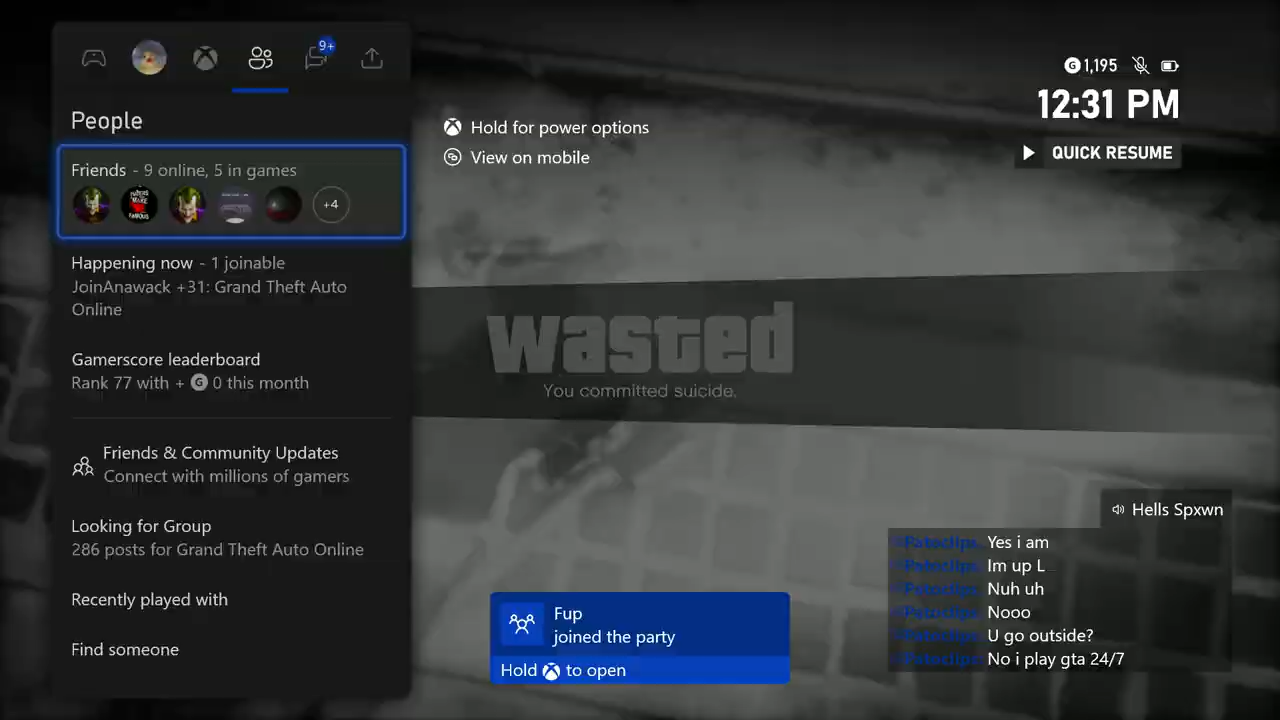 9+
People
Friends - 9 online, 5 in games
+4
Happening now - 1 joinable
JoinAnawack +31: Grand Theft Auto
Online
Gamerscore leaderboard
Rank 77 with + G 0 this month
Friends & Community Updates
Connect with millions of gamers
Looking for Group
286 posts for Grand Theft Auto Online
Recently played with
Find someone
Hold for power options
View on mobile
G 1,195
12:31 PM
QUICK RESUME
wasted
You committed suicide.
Hells Spxwn
Yes i am
Im up L
Nuh uh
Nooo
U go outside?
No i play gta 24/7
Fup
joined the party
Hold to open